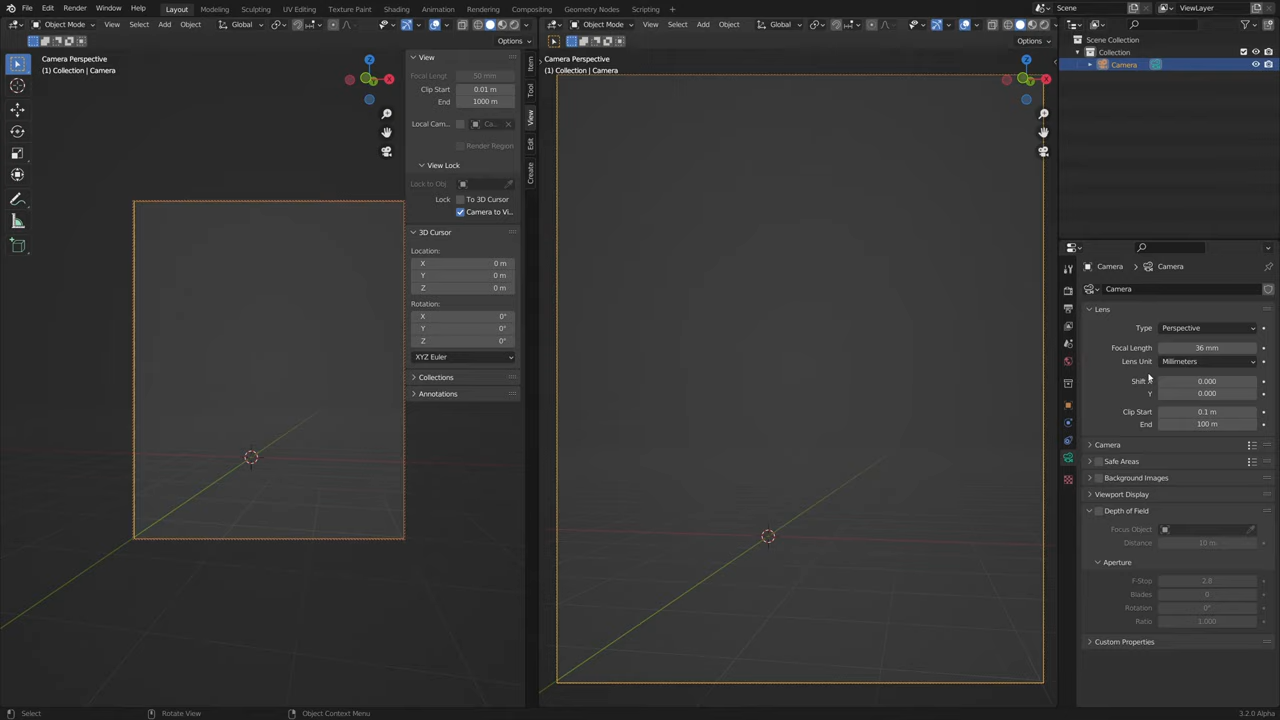 File Edit Render Window Help
Layout Modeling Sculpting UV Editing Texture Paint Shading Animation Rendering Compositing Geometry Nodes Scripting
Scene
ViewLayer
Object Mode View Select Add Object Global
Options
Camera Perspective
(1) Collection | Camera
X
Z
View
Focal Lengt. 50 mm
Clip Start 0.01 m
End 1000 m
Local Cam... Ca...
Render Region
View Lock
Lock to Obj.
Lock To 3D Cursor
Camera to Vi...
3D Cursor
Location:
X 0 m
Y 0 m
Z 0 m
Rotation:
X 0°
Y 0°
Z 0°
XYZ Euler
Collections
Annotations
Item
Tool
View
Edit
Create
Object Mode View Select Add Object Global
Options
Camera Perspective
(1) Collection | Camera
X
Z
Scene Collection
Collection
Camera
Camera > Camera
Camera
Lens
Type Perspective
Focal Length 36 mm
Lens Unit Millimeters
Shift X 0.000
Y 0.000
Clip Start 0.1 m
End 100 m
Camera
Safe Areas
Background Images
Viewport Display
Depth of Field
Focus Object
Distance 10 m
Aperture
F-Stop 2.8
Blades 0
Rotation 0°
Ratio 1.000
Custom Properties
Select Rotate View Object Context Menu 3.2.0 Alpha